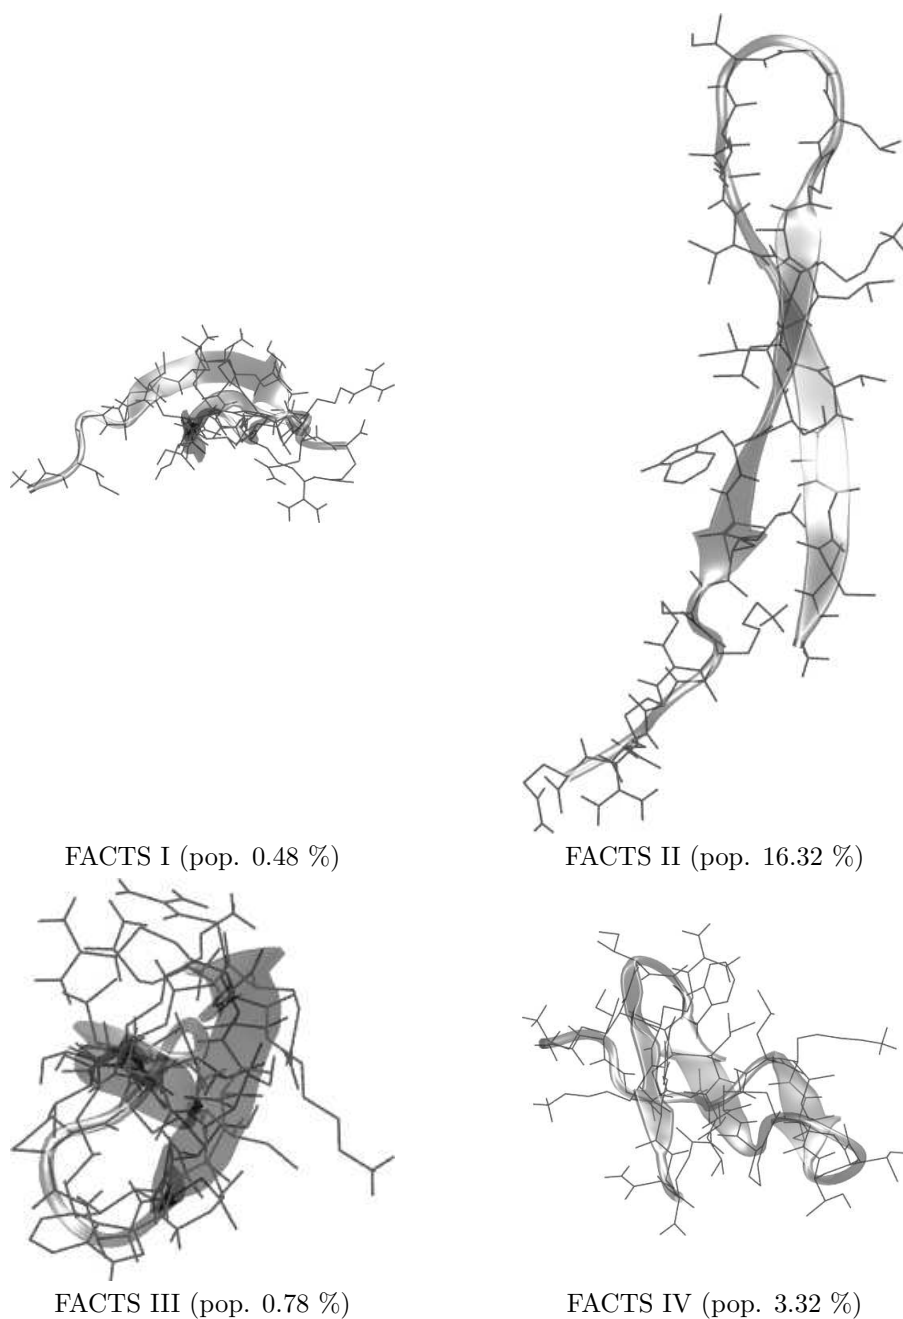 FACTS I (pop. 0.48 %)
FACTS II (pop. 16.32 %)
FACTS III (pop. 0.78 %)
FACTS IV (pop. 3.32 %)